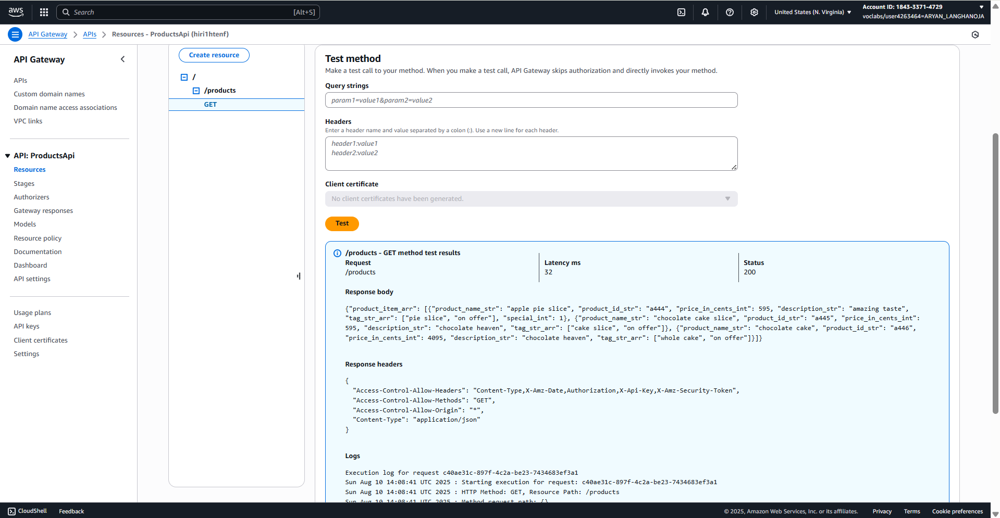 aws
Search
[Alt+S]
United States (N. Virginia)
Account ID: 1843-3371-4729
voclabs/user4263464=ARYAN_LANGHANOJA
API Gateway
APIs
Resources - ProductsApi (hiri1htenf)
API Gateway
APIs
Custom domain names
Domain name access associations
VPC links
API: ProductsApi
Resources
Stages
Authorizers
Gateway responses
Models
Resource policy
Documentation
Dashboard
API settings
Usage plans
API keys
Client certificates
Settings
Create resource
/
/products
GET
Test method
Make a test call to your method. When you make a test call, API Gateway skips authorization and directly invokes your method.
Query strings
param1=value1&param2=value2
Headers
Enter a header name and value separated by a colon (:). Use a new line for each header.
header1:value1
header2:value2
Client certificate
No client certificates have been generated.
Test
/products - GET method test results
Request
/products
Latency ms
32
Status
200
Response body
{"product_item_arr": [{"product_name_str": "apple pie slice", "product_id_str": "a444", "price_in_cents_int": 595, "description_str": "amazing taste",
"tag_str_arr": ["pie slice", "on offer"], "special_int": 1}, {"product_name_str": "chocolate cake slice", "product_id_str": "a445", "price_in_cents_int":
595, "description_str": "chocolate heaven", "tag_str_arr": ["cake slice", "on offer"]}, {"product_name_str": "chocolate cake", "product_id_str": "a446",
"price_in_cents_int": 4095, "description_str": "chocolate heaven", "tag_str_arr": ["whole cake", "on offer"]}]}
Response headers
{
"Access-Control-Allow-Headers": "Content-Type,X-Amz-Date,Authorization,X-Api-Key,X-Amz-Security-Token",
"Access-Control-Allow-Methods": "GET",
"Access-Control-Allow-Origin": "*",
"Content-Type": "application/json"
}
Logs
Execution log for request c40ae31c-897f-4c2a-be23-7434683ef3a1
Sun Aug 10 14:08:41 UTC 2025 : Starting execution for request: c40ae31c-897f-4c2a-be23-7434683ef3a1
Sun Aug 10 14:08:41 UTC 2025 : HTTP Method: GET, Resource Path: /products
Sun Aug 10 14:08:41 UTC 2025 : Method request path: {}
CloudShell
Feedback
© 2025, Amazon Web Services, Inc. or its affiliates.
Privacy
Terms
Cookie preferences